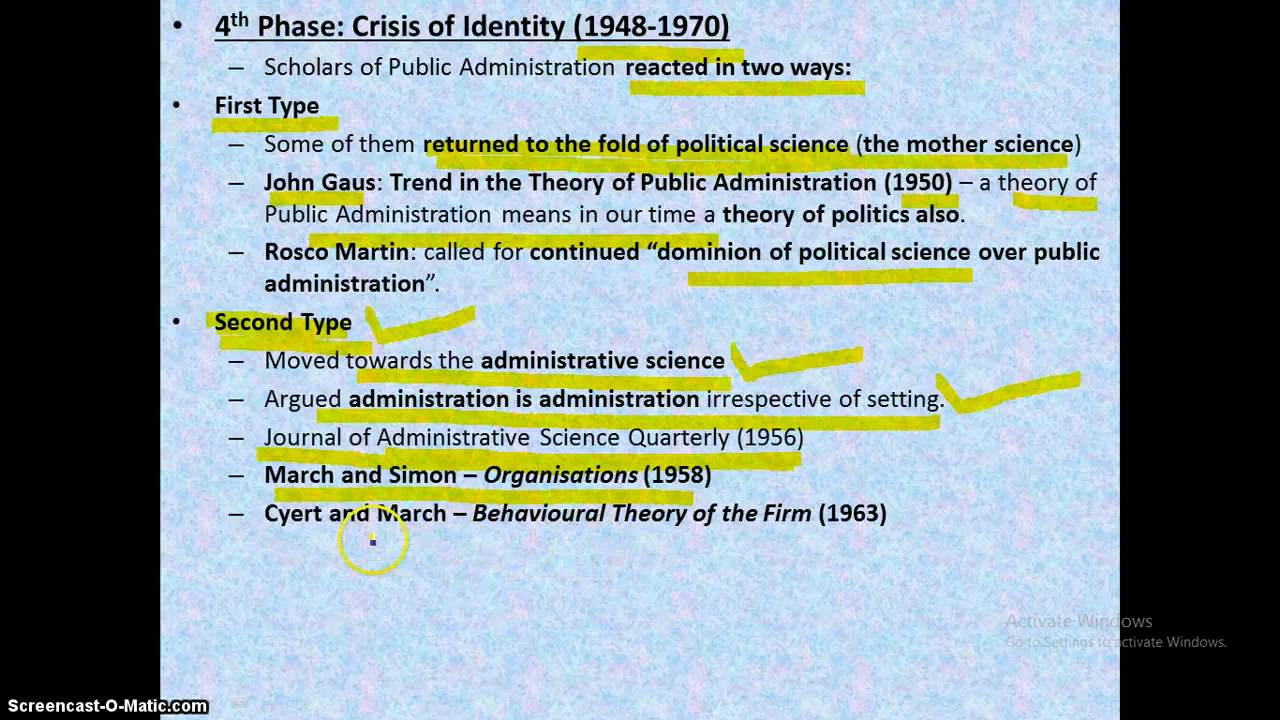 • 4th Phase: Crisis of Identity (1948-1970)
– Scholars of Public Administration reacted in two ways:
• First Type
– Some of them returned to the fold of political science (the mother science)
– John Gaus: Trend in the Theory of Public Administration (1950) – a theory of
Public Administration means in our time a theory of politics also.
– Rosco Martin: called for continued “dominion of political science over public
administration”.
• Second Type
– Moved towards the administrative science
– Argued administration is administration irrespective of setting.
– Journal of Administrative Science Quarterly (1956)
– March and Simon – Organisations (1958)
– Cyert and March – Behavioural Theory of the Firm (1963)
Activate Windows
Go to Settings to activate Windows.
Screencast-O-Matic.com